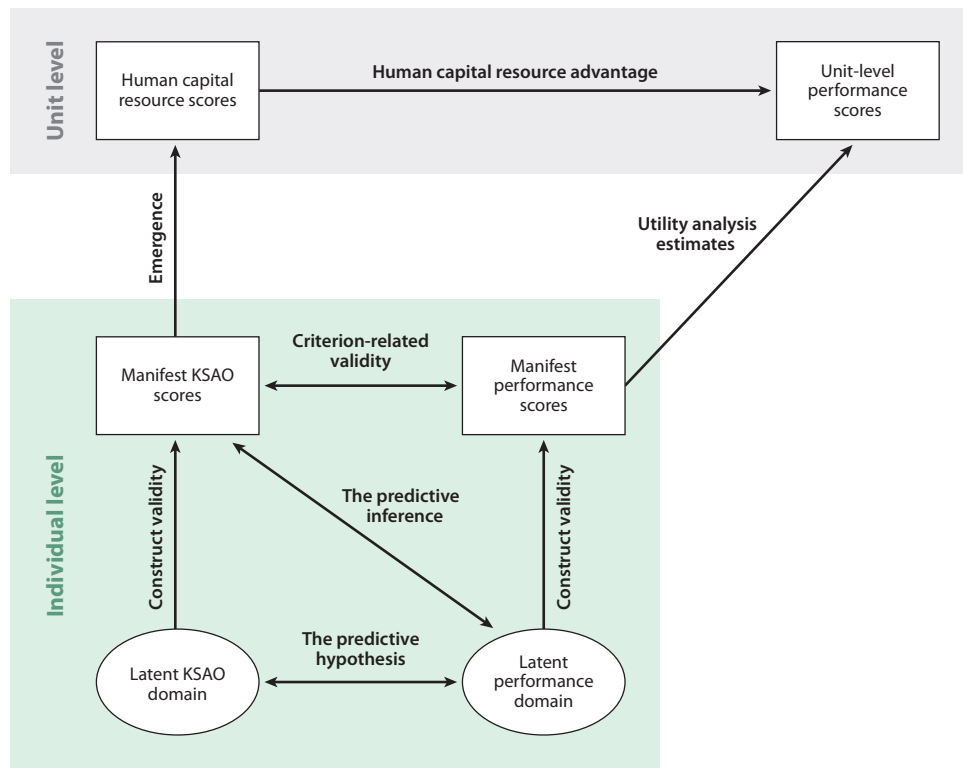 Unit level
Human capital
resource scores
Human capital resource advantage
Unit-level
performance
scores
Emergence
Utility analysis
estimates
Individual level
Manifest KSAO
scores
Criterion-related
validity
Manifest
performance
scores
Construct validity
The predictive
inference
Construct validity
Latent KSAO
domain
The predictive
hypothesis
Latent
performance
domain